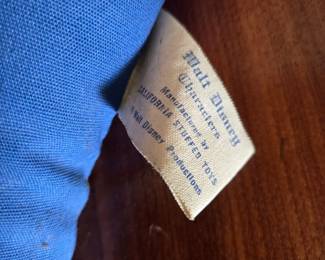 Walt Disney
Characters
Manufactured by
CALIFORNIA STUFFED TOYS
© Walt Disney
Productions